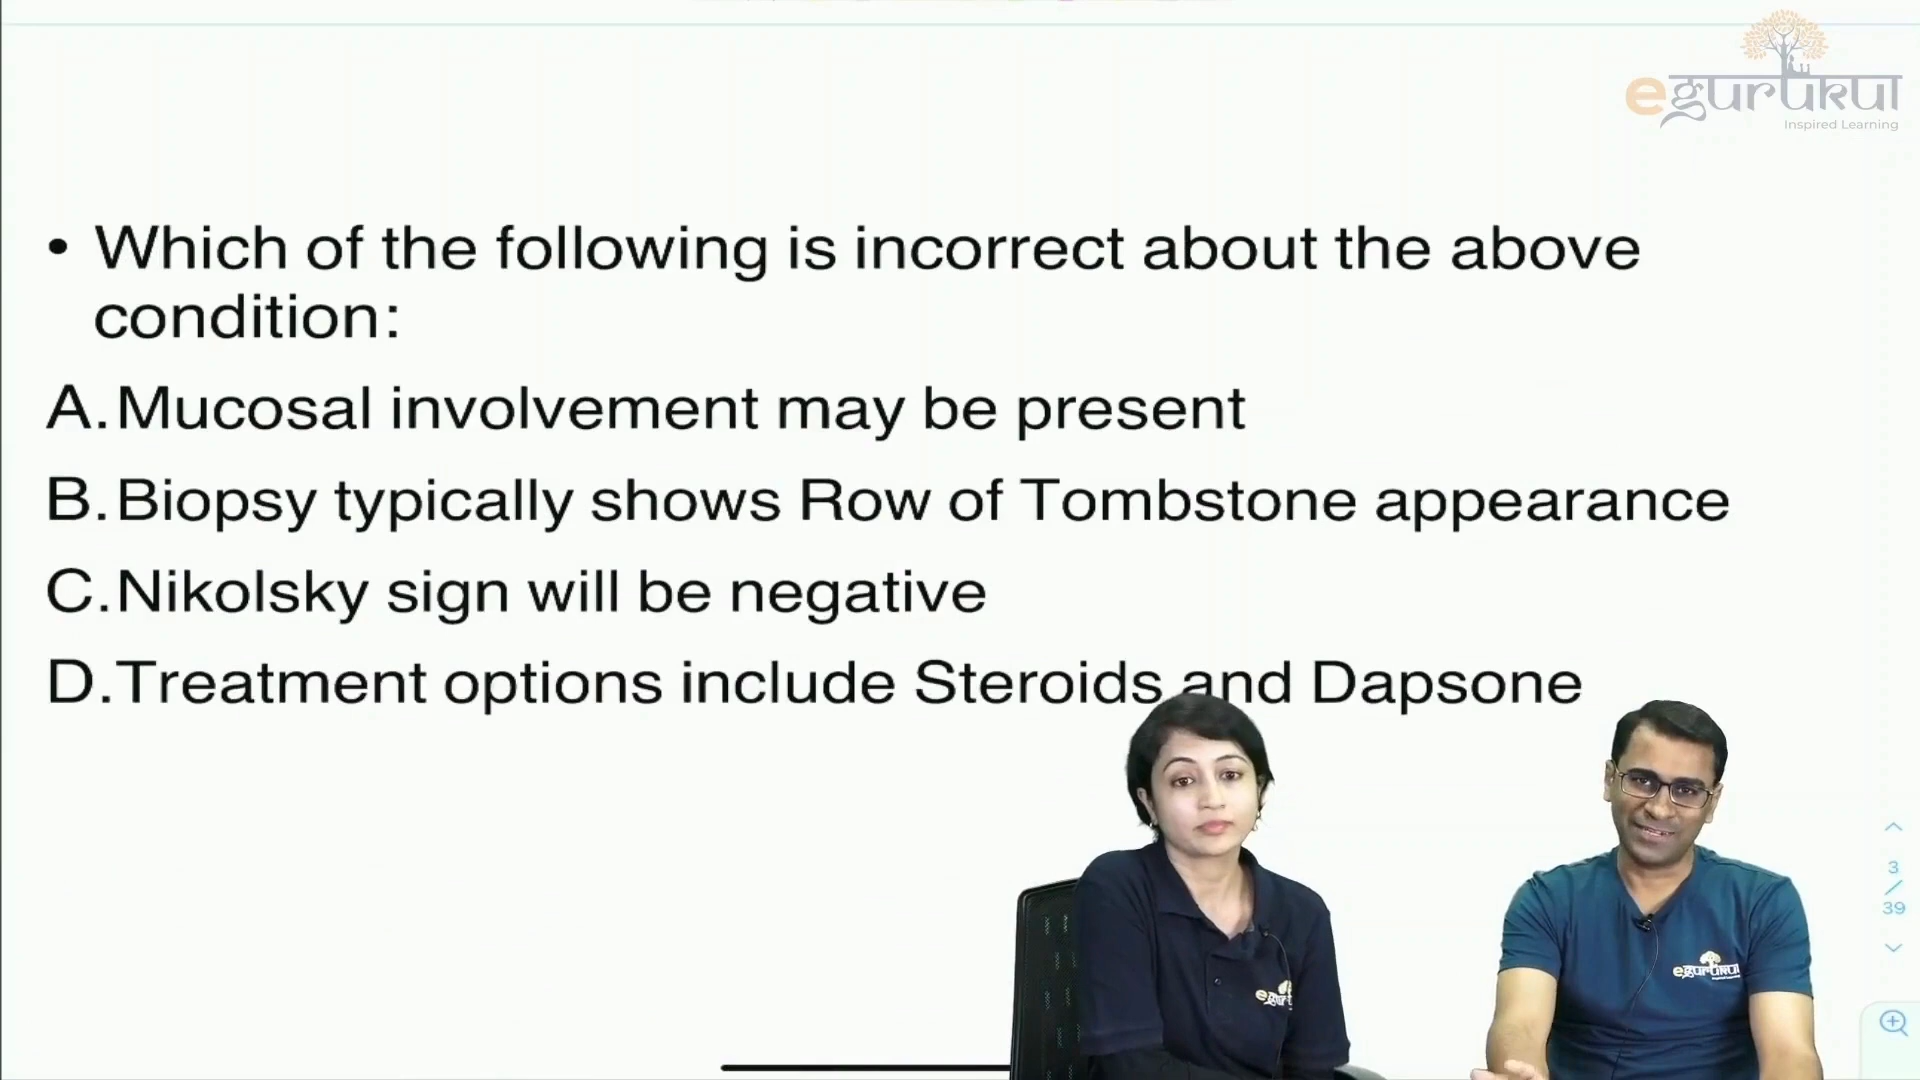 egurukul
Inspired Learning
• Which of the following is incorrect about the above
condition:
A. Mucosal involvement may be present
B. Biopsy typically shows Row of Tombstone appearance
C. Nikolsky sign will be negative
D. Treatment options include Steroids and Dapsone
3
/
39
egurukul